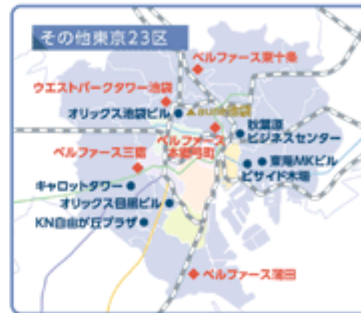 その他東京23区
ベルファース東十条
ウエストパークタワー池袋
オリックス池袋ビル
秋葉原
ビジネスセンター
ベルファース
本郷弓町
ベルファース三宿
東陽MKビル
ビサイド木場
キャロットタワー
オリックス目黒ビル
KN自由が丘プラザ
ベルファース蒲田